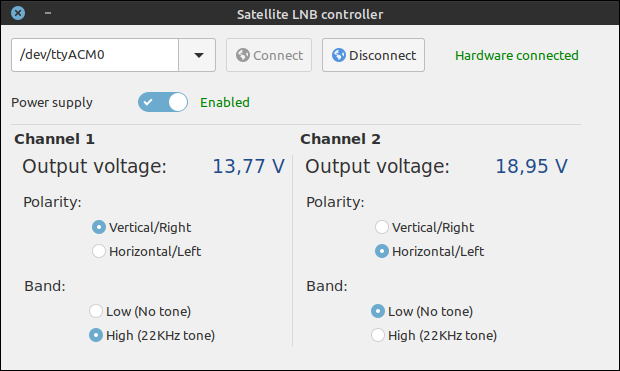 Satellite LNB controller
/dev/ttyACM0 Connect Disconnect Hardware connected
Power supply Enabled
Channel 1 Channel 2
Output voltage: 13,77 V Output voltage: 18,95 V
Polarity: Polarity:
Vertical/Right Vertical/Right
Horizontal/Left Horizontal/Left
Band: Band:
Low (No tone) Low (No tone)
High (22KHz tone) High (22KHz tone)